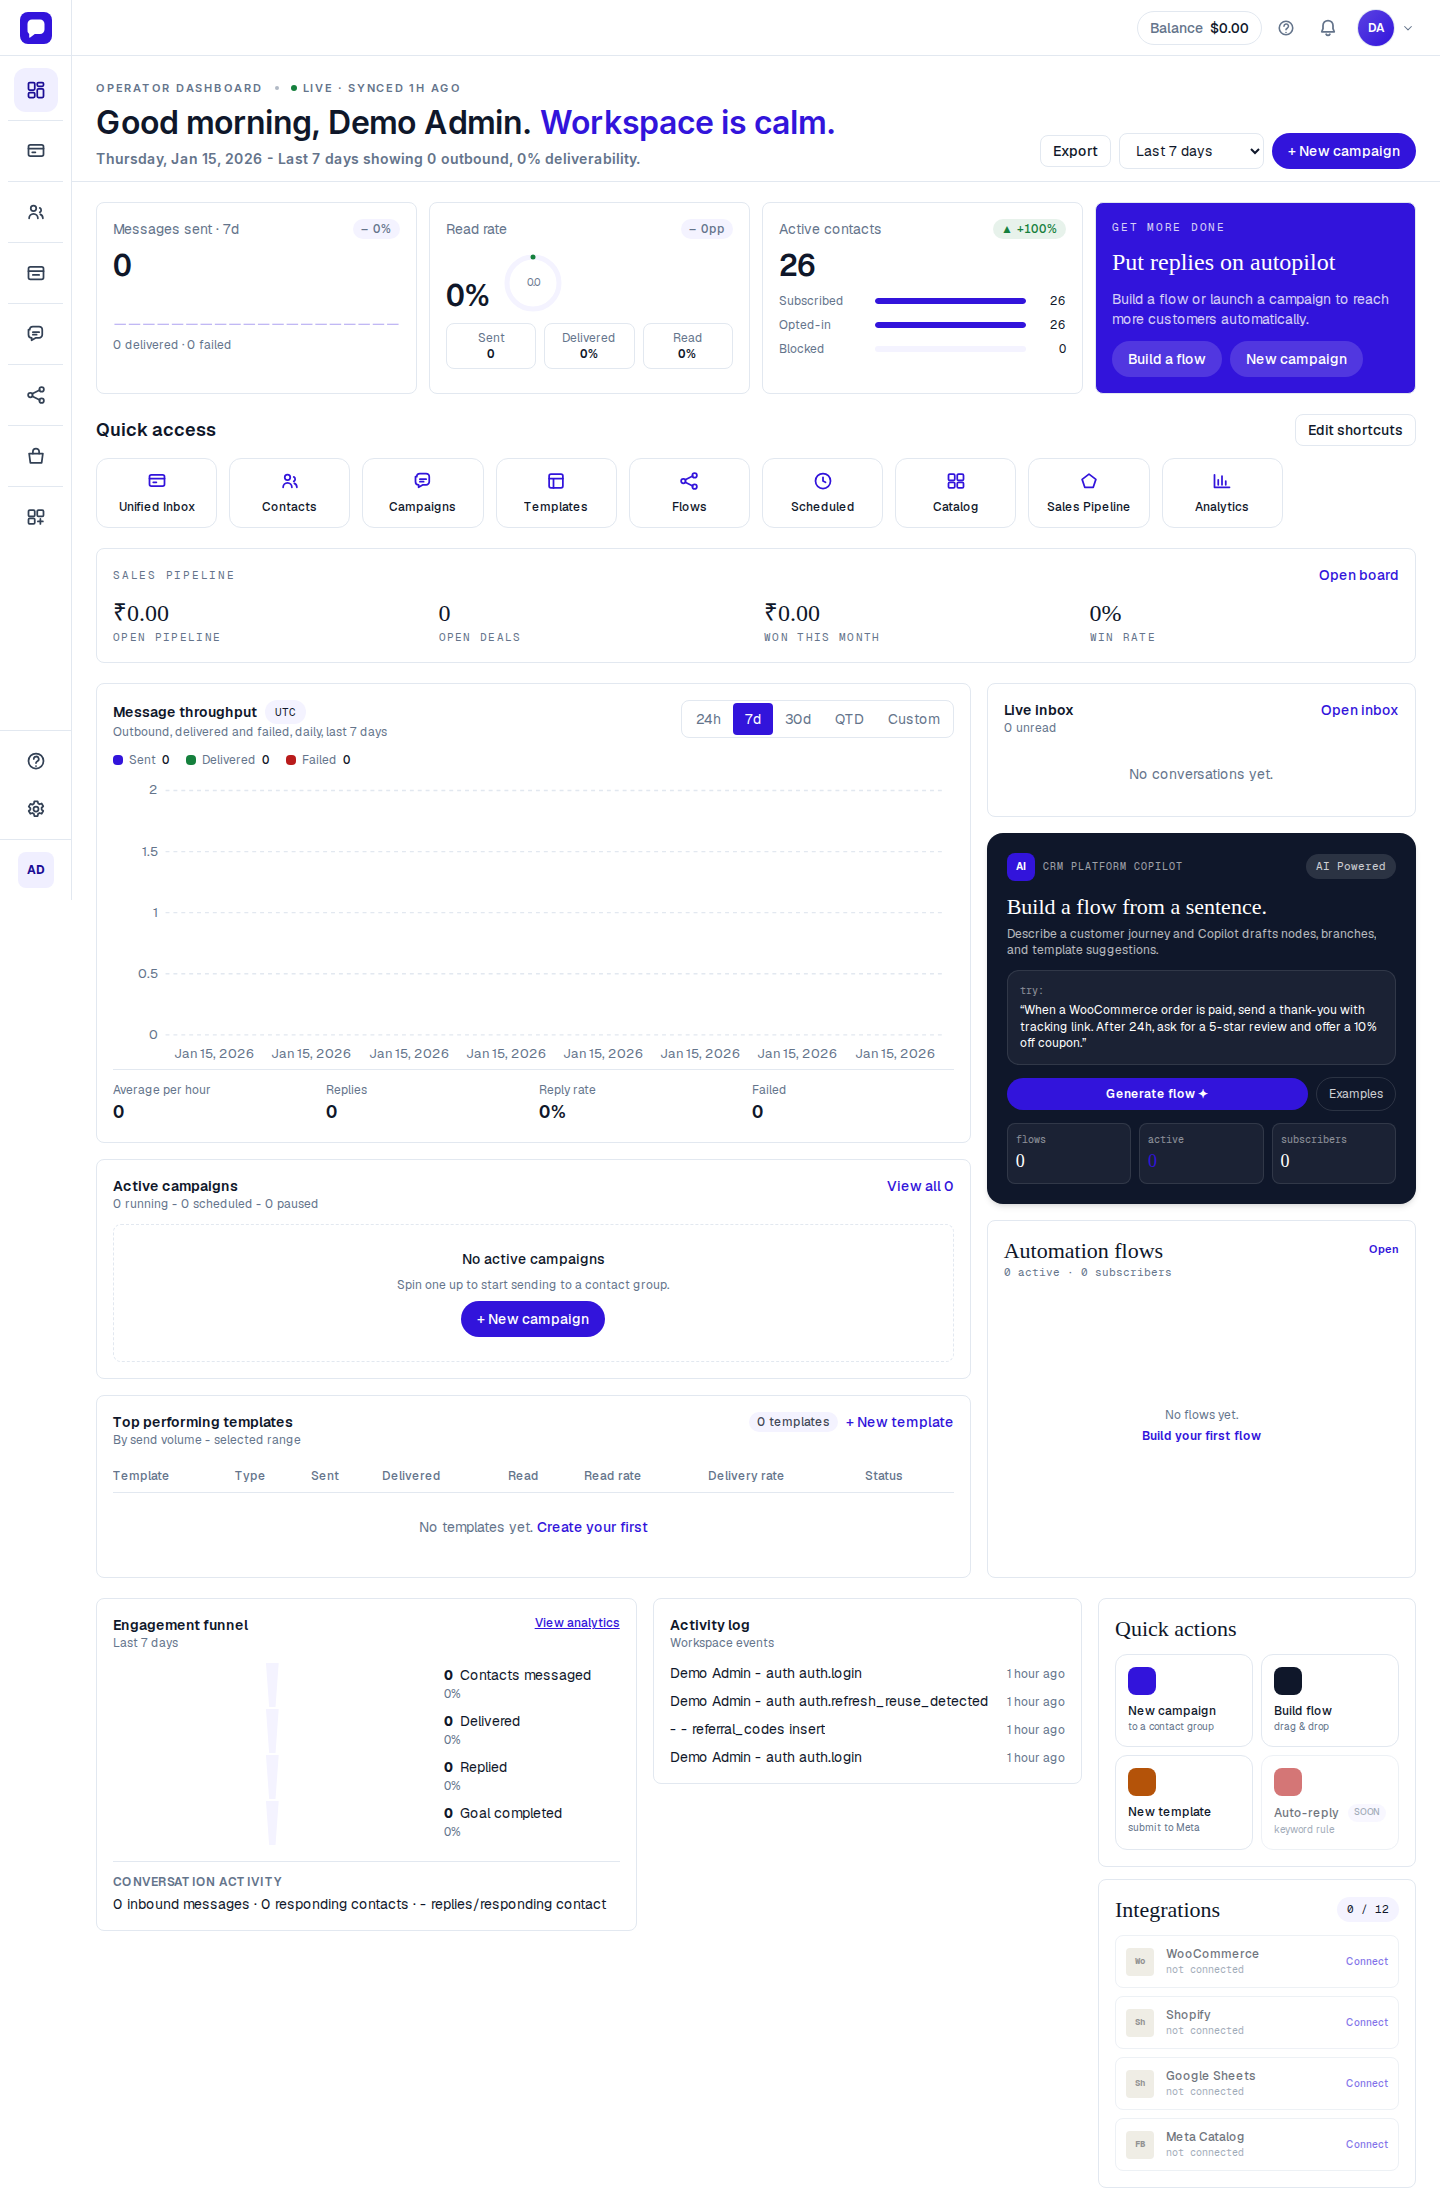 Balance $0.00
DA
OPERATOR DASHBOARD • LIVE · SYNCED 1H AGO
Good morning, Demo Admin. Workspace is calm.
Thursday, Jan 15, 2026 - Last 7 days showing 0 outbound, 0% deliverability.
Export
Last 7 days
+ New campaign
Messages sent · 7d
– 0%
0
0 delivered · 0 failed
Read rate
– 0pp
0%
00
Sent
0
Delivered
0%
Read
0%
Active contacts
▲ +100%
26
Subscribed 26
Opted-in 26
Blocked 0
GET MORE DONE
Put replies on autopilot
Build a flow or launch a campaign to reach
more customers automatically.
Build a flow
New campaign
Quick access
Edit shortcuts
Unified Inbox
Contacts
Campaigns
Templates
Flows
Scheduled
Catalog
Sales Pipeline
Analytics
SALES PIPELINE
Open board
₹0.00
OPEN PIPELINE
0
OPEN DEALS
₹0.00
WON THIS MONTH
0%
WIN RATE
Message throughput UTC
Outbound, delivered and failed, daily, last 7 days
24h 7d 30d QTD Custom
Sent 0 Delivered 0 Failed 0
2
1.5
1
0.5
0
Jan 15, 2026 Jan 15, 2026 Jan 15, 2026 Jan 15, 2026 Jan 15, 2026 Jan 15, 2026 Jan 15, 2026 Jan 15, 2026
Average per hour
0
Replies
0
Reply rate
0%
Failed
0
Live inbox
Open inbox
0 unread
No conversations yet.
AI CRM PLATFORM COPILOT
AI Powered
Build a flow from a sentence.
Describe a customer journey and Copilot drafts nodes, branches,
and template suggestions.
try:
“When a WooCommerce order is paid, send a thank-you with
tracking link. After 24h, ask for a 5-star review and offer a 10%
off coupon.”
Generate flow ✦
Examples
flows
0
active
0
subscribers
0
AD
Active campaigns
View all 0
0 running - 0 scheduled - 0 paused
No active campaigns
Spin one up to start sending to a contact group.
+ New campaign
Automation flows
Open
0 active · 0 subscribers
No flows yet.
Build your first flow
Top performing templates
0 templates
+ New template
By send volume - selected range
Template Type Sent Delivered Read Read rate Delivery rate Status
No templates yet. Create your first
Engagement funnel
View analytics
Last 7 days
0 Contacts messaged
0%
0 Delivered
0%
0 Replied
0%
0 Goal completed
0%
CONVERSATION ACTIVITY
0 inbound messages · 0 responding contacts · - replies/responding contact
Activity log
Workspace events
Demo Admin - auth auth.login 1 hour ago
Demo Admin - auth auth.refresh_reuse_detected 1 hour ago
- - referral_codes insert 1 hour ago
Demo Admin - auth auth.login 1 hour ago
Quick actions
New campaign
to a contact group
Build flow
drag & drop
New template
submit to Meta
Auto-reply SOON
keyword rule
Integrations
0 / 12
Wo
WooCommerce
not connected
Connect
Sh
Shopify
not connected
Connect
Sh
Google Sheets
not connected
Connect
FB
Meta Catalog
not connected
Connect